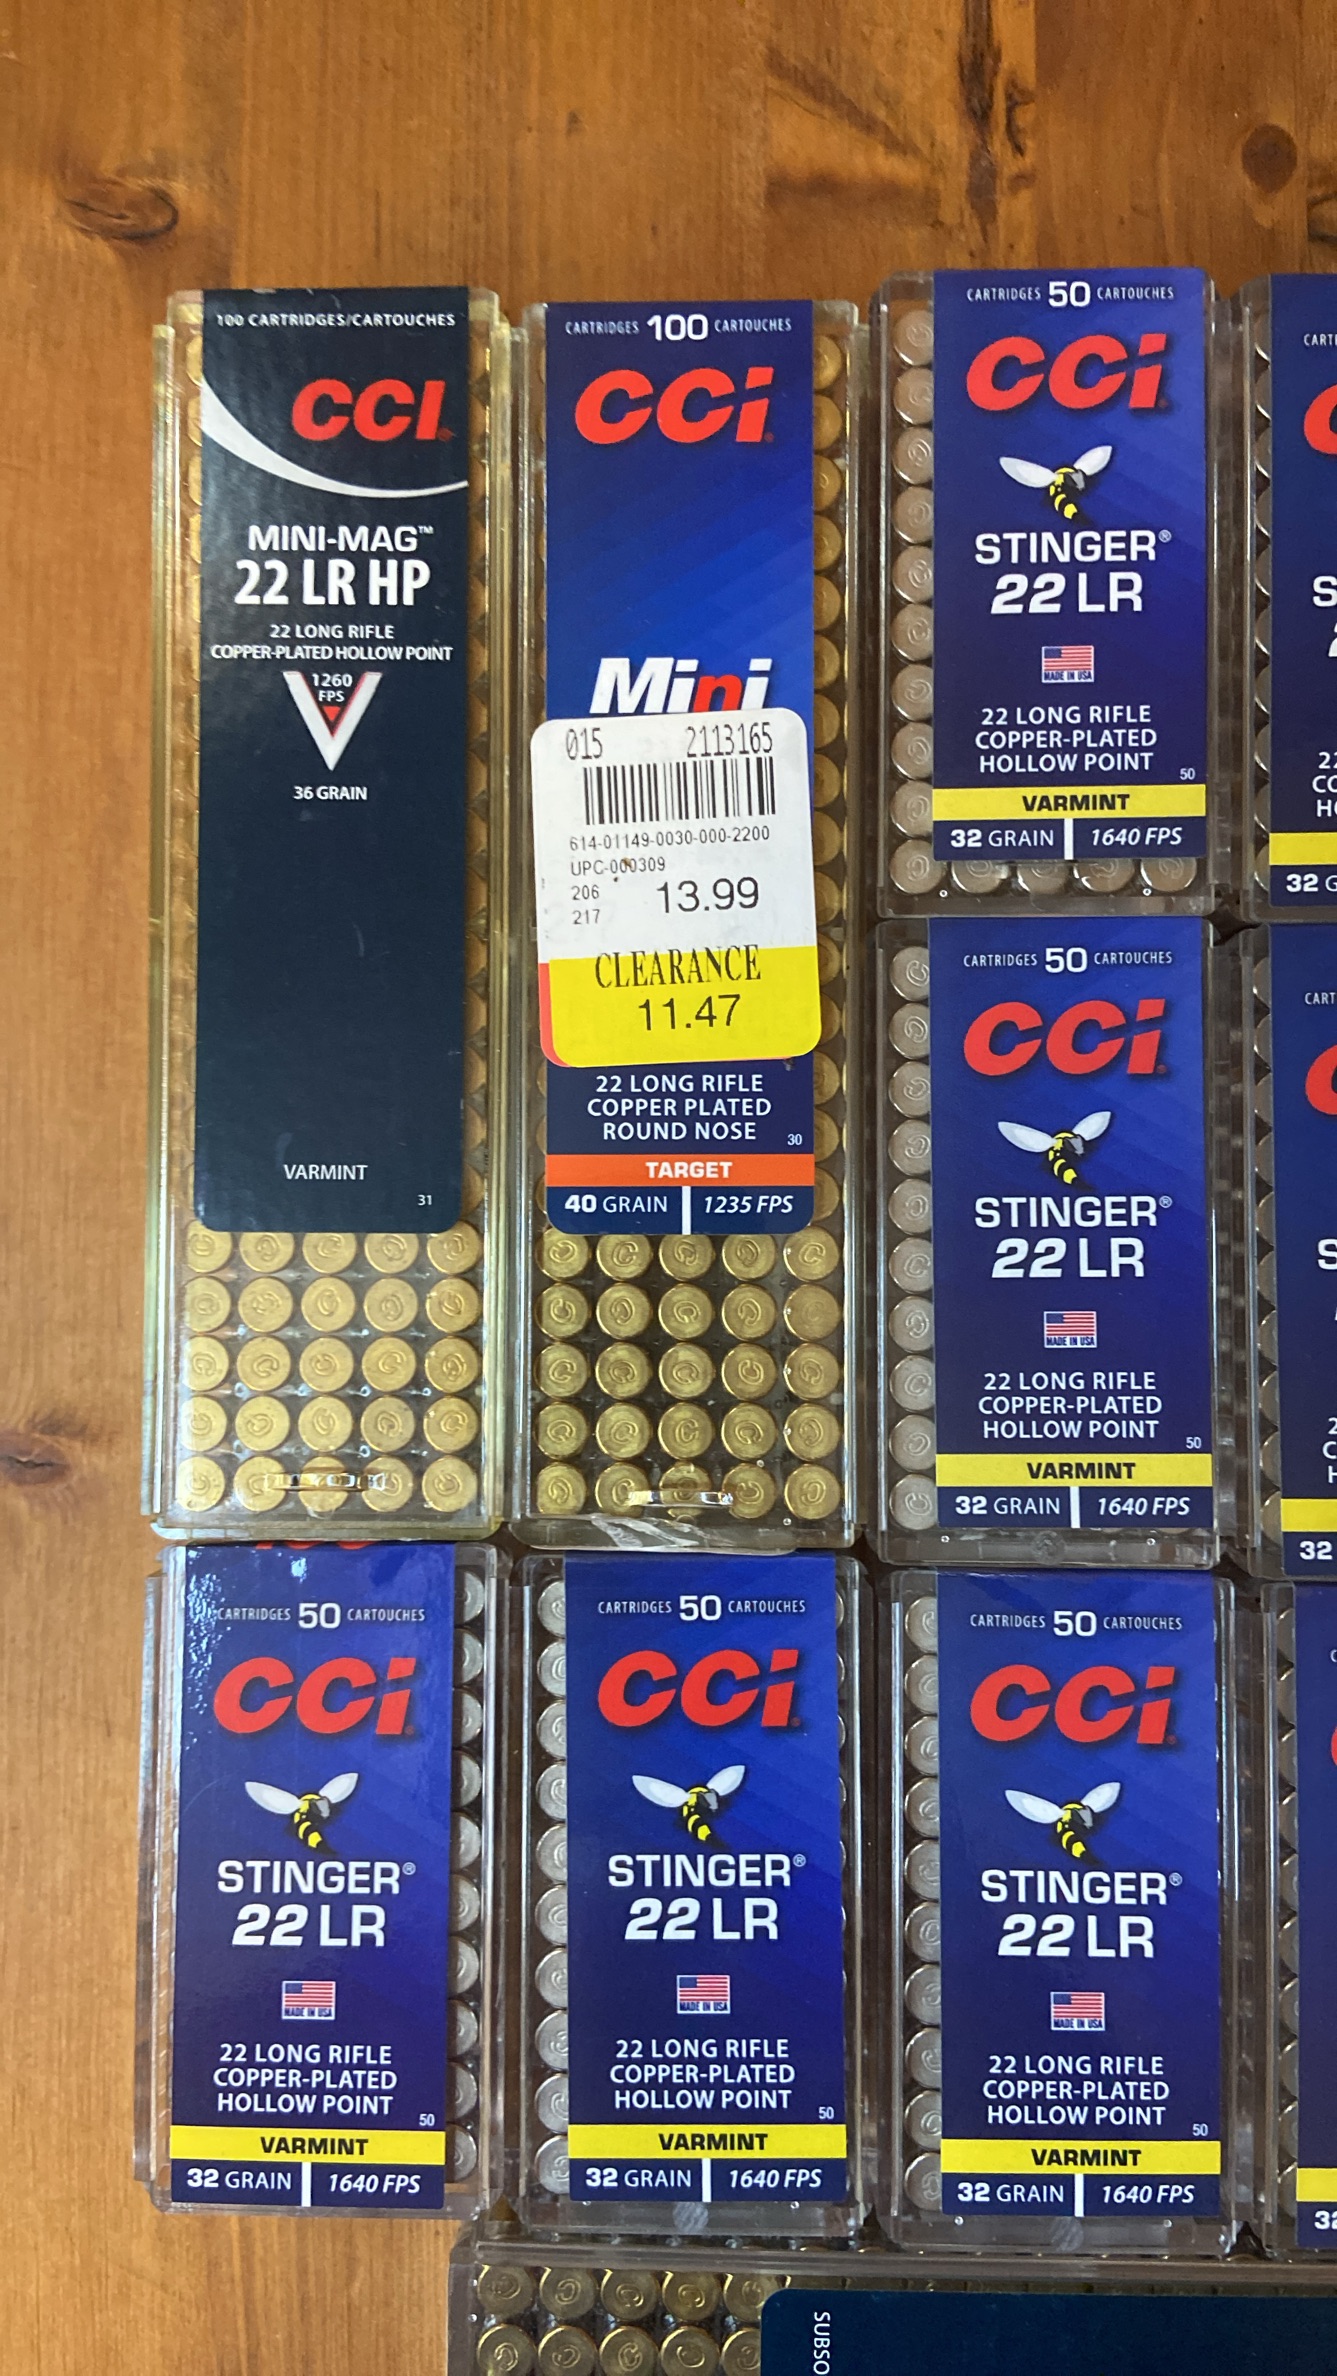 100 CARTRIDGES/CARTOUCHES
CCI
MINI-MAG™
22 LR HP
22 LONG RIFLE
COPPER-PLATED HOLLOW POINT
1260
FPS
36 GRAIN
VARMINT
31
CARTRIDGES 100 CARTOUCHES
CCi
Mini
015 2113165
614-01149-0030-000-2200
UPC-000309
206 13.99
217
CLEARANCE
11.47
22 LONG RIFLE
COPPER PLATED
ROUND NOSE 30
TARGET
40 GRAIN 1235 FPS
CARTRIDGES 50 CARTOUCHES
CCi
STINGER®
22 LR
MADE IN USA
22 LONG RIFLE
COPPER-PLATED
HOLLOW POINT 50
VARMINT
32 GRAIN 1640 FPS
32
CARTRIDGES 50 CARTOUCHES
CCi
STINGER®
22 LR
MADE IN USA
22 LONG RIFLE
COPPER-PLATED
HOLLOW POINT 50
VARMINT
32 GRAIN 1640 FPS
32
CARTRIDGES 50 CARTOUCHES
CCi
STINGER®
22 LR
MADE IN USA
22 LONG RIFLE
COPPER-PLATED
HOLLOW POINT 50
VARMINT
32 GRAIN 1640 FPS
CARTRIDGES 50 CARTOUCHES
CCi
STINGER®
22 LR
MADE IN USA
22 LONG RIFLE
COPPER-PLATED
HOLLOW POINT 50
VARMINT
32 GRAIN 1640 FPS
CARTRIDGES 50 CARTOUCHES
CCi
STINGER®
22 LR
MADE IN USA
22 LONG RIFLE
COPPER-PLATED
HOLLOW POINT 50
VARMINT
32 GRAIN 1640 FPS
SUBSO